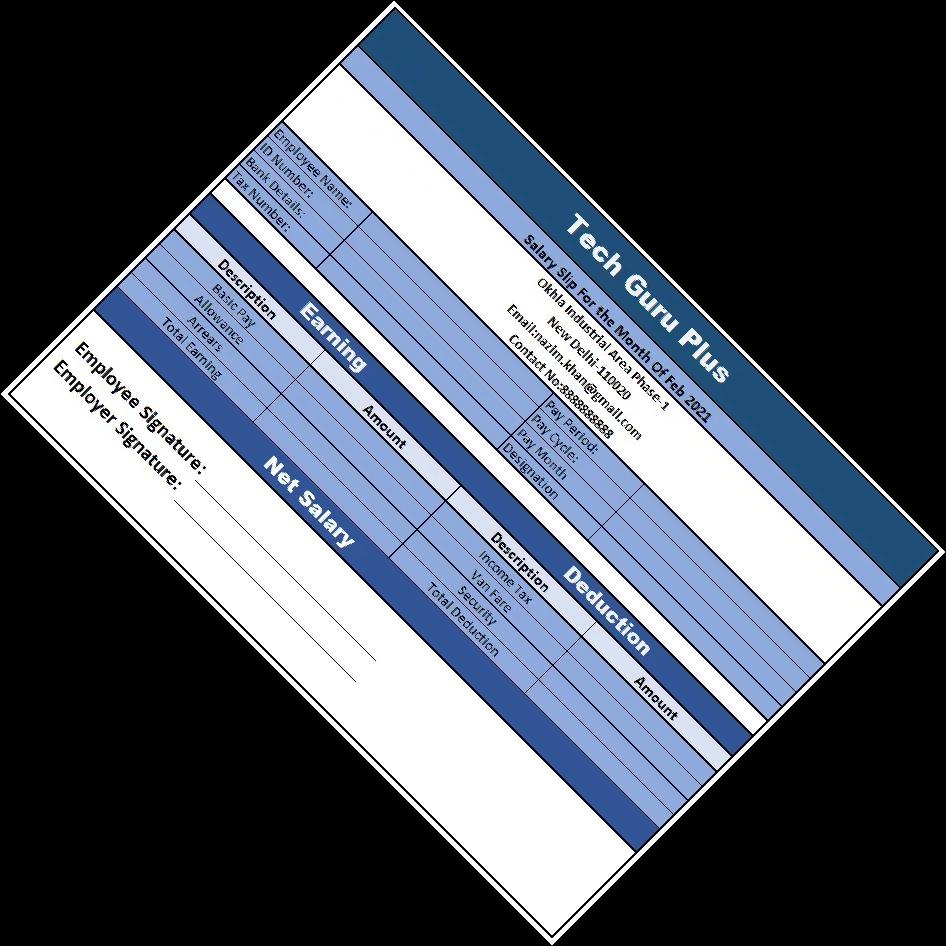 Tech Guru Plus
Salary Slip For the Month Of Feb 2021
Okhla Industrial Area Phase-1
New Delhi-110020
Email:nazim.khan@gmail.com
Contact No:8888888888
Employee Name: Pay Period:
ID Number: Pay Cycle:
Bank Details: Pay Month
Tax Number: Designation
Earning Deduction
Description Amount Description Amount
Basic Pay Income Tax
Allowance Van Fare
Arrears Security
Total Earning Total Deduction
Net Salary
Employee Signature:
Employer Signature: